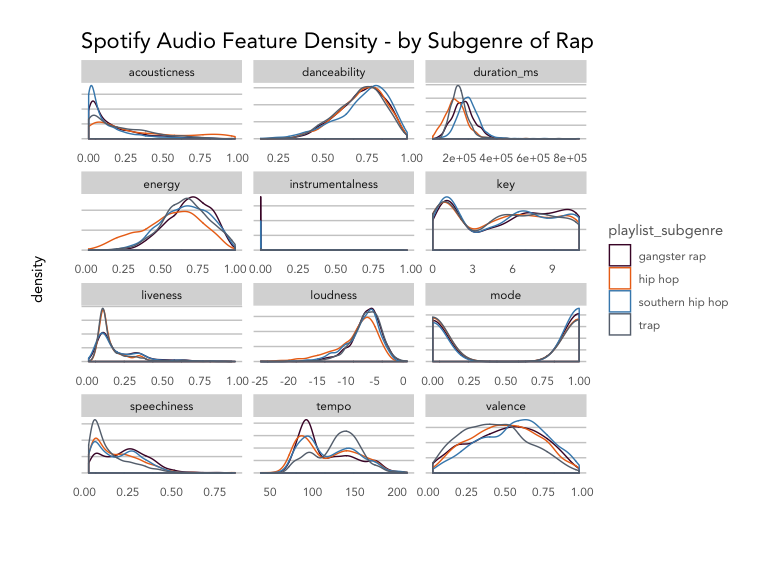 Spotify Audio Feature Density - by Subgenre of Rap
acousticness danceability duration_ms
0.00 0.25 0.50 0.75 1.00 0.25 0.50 0.75 1.00 2e+05 4e+05 6e+05 8e+05
energy instrumentalness key
0.00 0.25 0.50 0.75 1.00 0.00 0.25 0.50 0.75 1.00 0 3 6 9
liveness loudness mode
0.00 0.25 0.50 0.75 1.00 -25 -20 -15 -10 -5 0 0.00 0.25 0.50 0.75 1.00
speechiness tempo valence
0.00 0.25 0.50 0.75 50 100 150 200 0.00 0.25 0.50 0.75 1.00
density
playlist_subgenre
gangster rap
hip hop
southern hip hop
trap